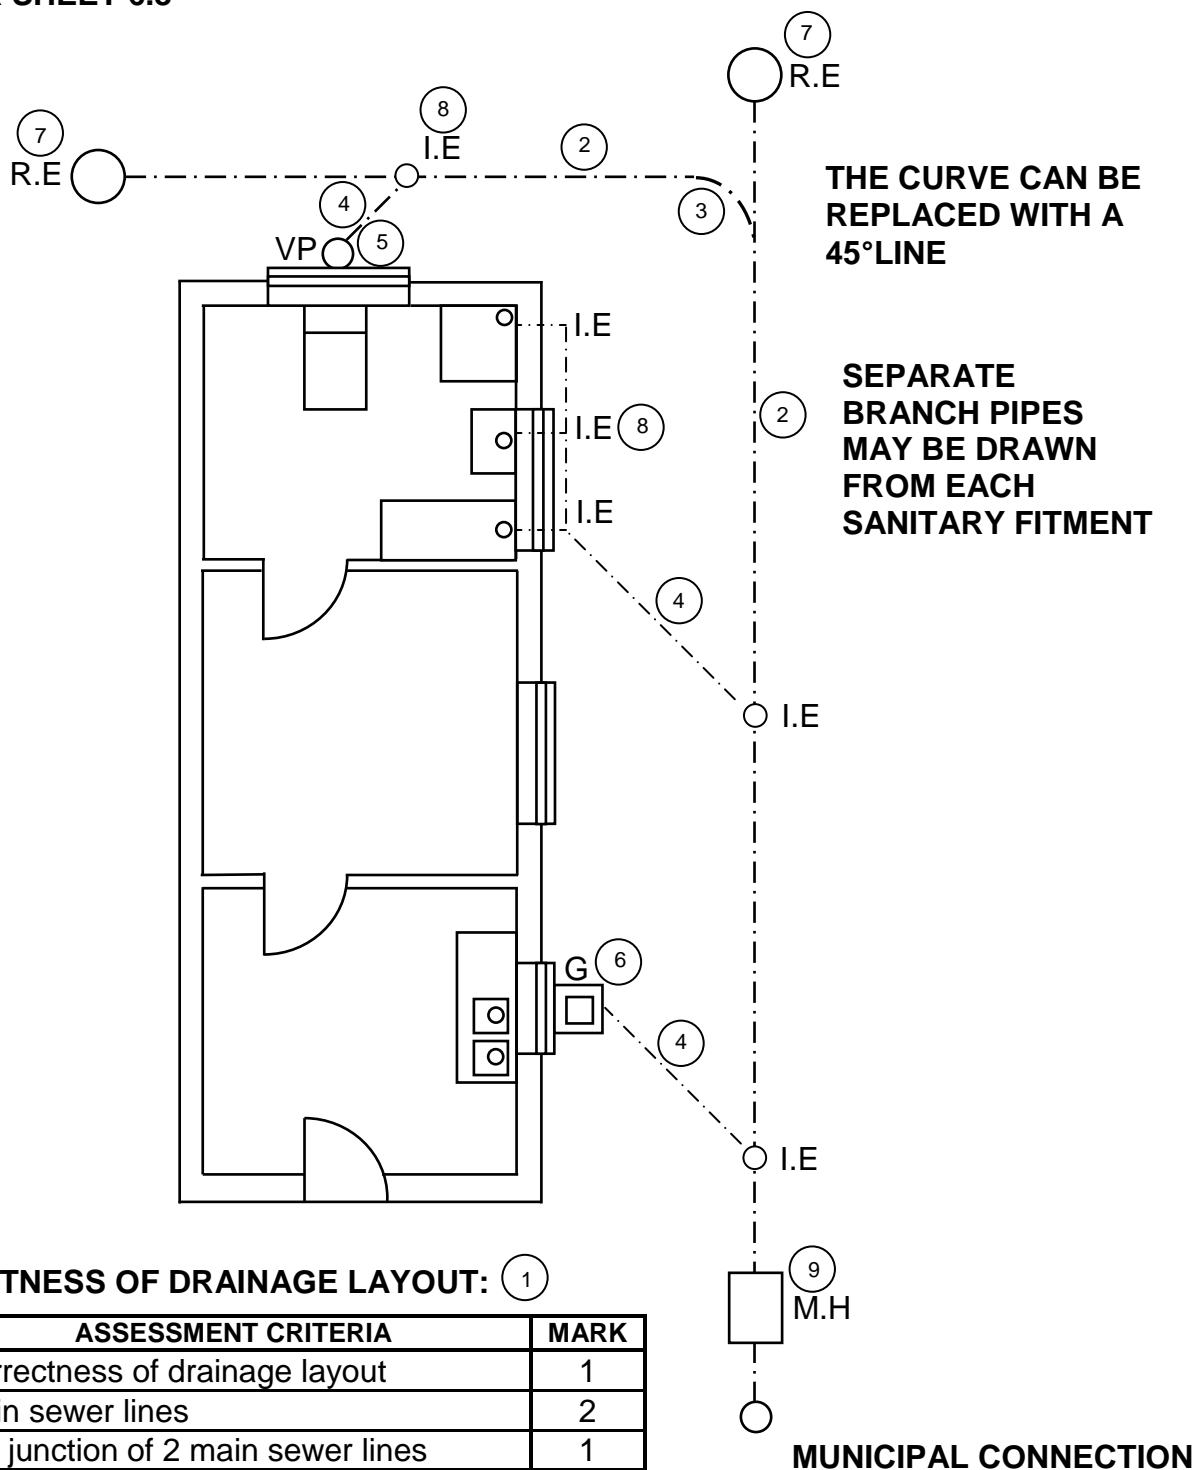 7
R.E
8
I.E
7
R.E
2
THE CURVE CAN BE
REPLACED WITH A
45°LINE
4
3
VP
5
I.E
SEPARATE
BRANCH PIPES
MAY BE DRAWN
FROM EACH
SANITARY FITMENT
2
I.E
8
I.E
4
I.E
G
6
4
I.E
TNESS OF DRAINAGE LAYOUT:
1
9
M.H
ASSESSMENT CRITERIA
MARK
rrectness of drainage layout
1
in sewer lines
2
junction of 2 main sewer lines
1
MUNICIPAL CONNECTION